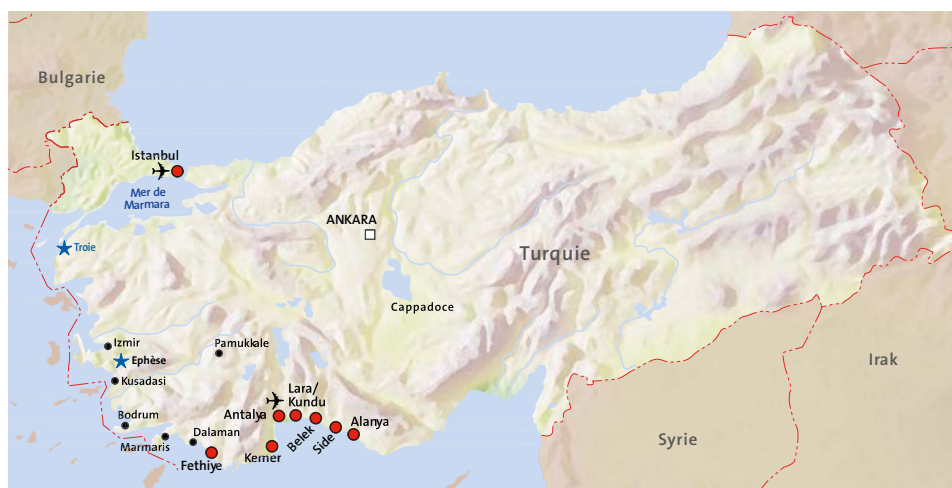 Bulgarie
Istanbul
Mer de
Marmara
ANKARA
Troie
Turquie
Cappadoce
Izmir
Pamukkale
Ephèse
Irak
Kusadasi
Lara/
Kundu
Bodrum
Antalya
Alanya
Belek
Side
Dalaman
Marmaris
Kemer
Fethiye
Syrie